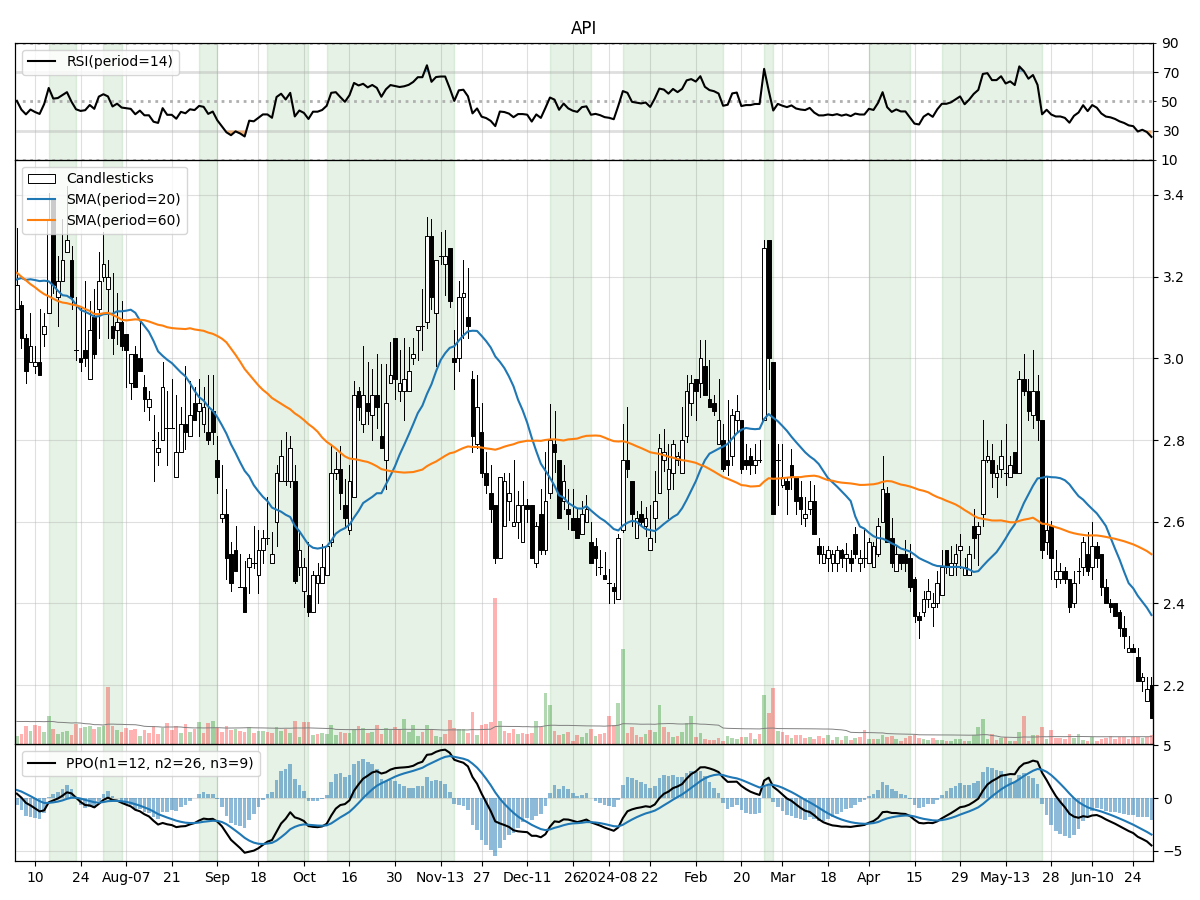 API
RSI(period=14)
90
70
50
30
10
Candlesticks
SMA(period=20)
SMA(period=60)
3.4
3.2
3.0
2.8
2.6
2.4
2.2
PPO(n1=12, n2=26, n3=9)
5
0
−5
10 24 Aug-07 21 Sep 18 Oct 16 30 Nov-13 27 Dec-11 26 2024-08 22 Feb 20 Mar 18 Apr 15 29 May-13 28 Jun-10 24